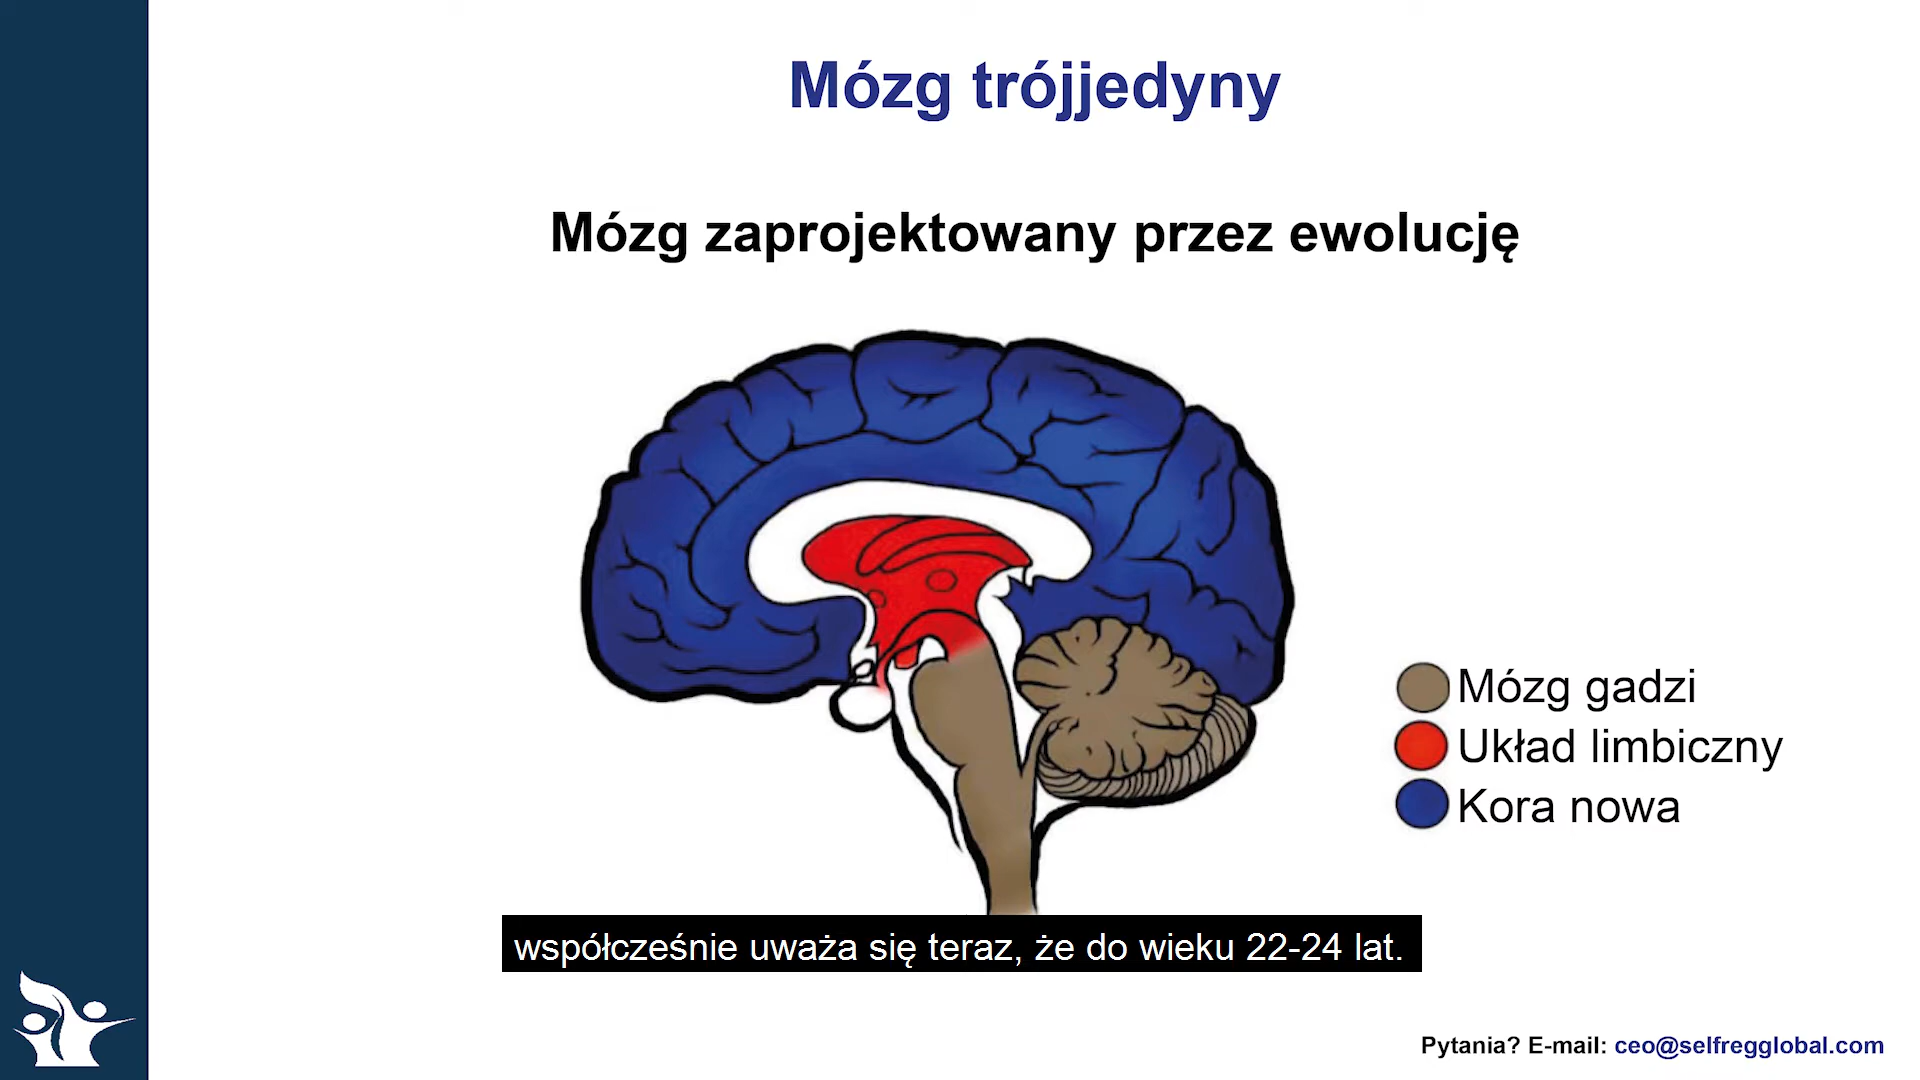 Mózg trójjedyny
Mózg zaprojektowany przez ewolucję
Mózg gadzi
Układ limbiczny
Kora nowa
współcześnie uważa się teraz, że do wieku 22-24 lat.
Pytania? E-mail: ceo@selfregglobal.com